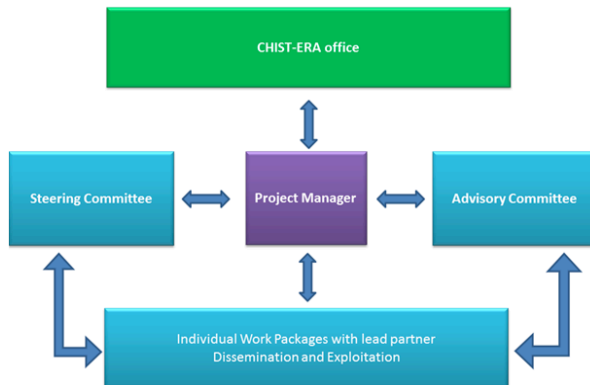 CHIST-ERA office
Steering Committee
Project Manager
Advisory Committee
Individual Work Packages with lead partner
Dissemination and Exploitation